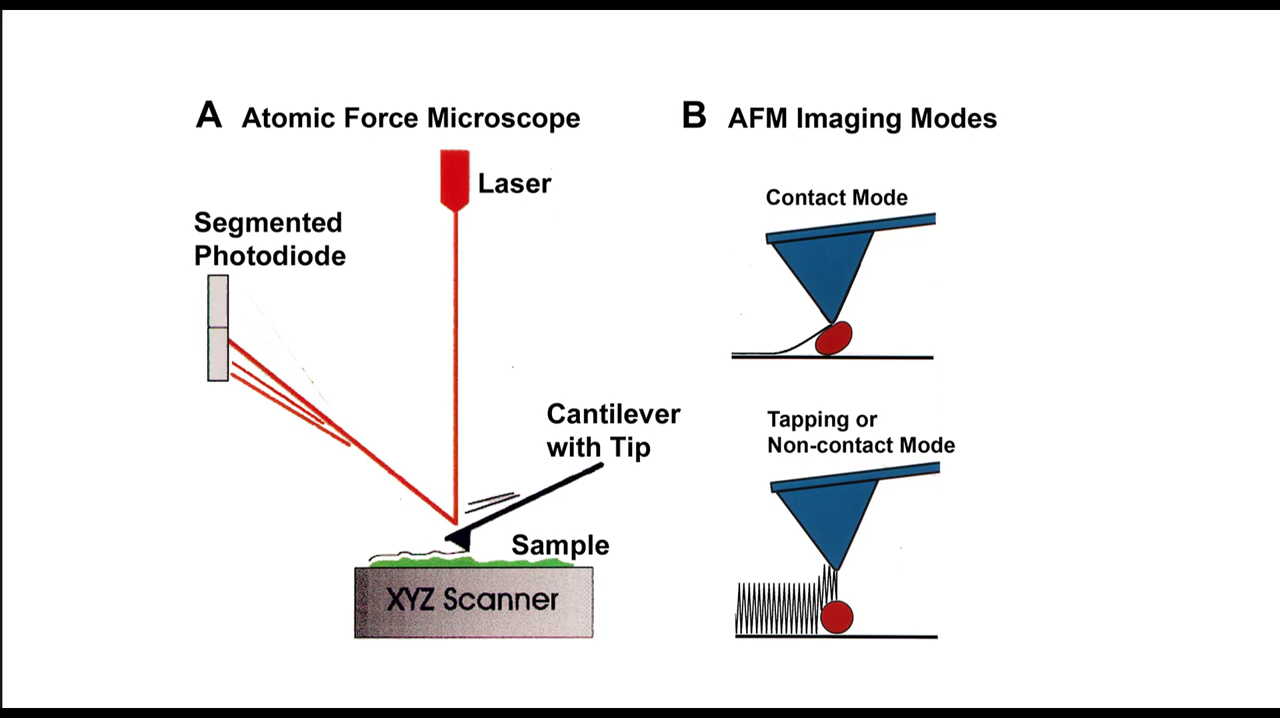 A Atomic Force Microscope
Laser
Segmented
Photodiode
Cantilever
with Tip
Sample
XYZ Scanner
B AFM Imaging Modes
Contact Mode
Tapping or
Non-contact Mode